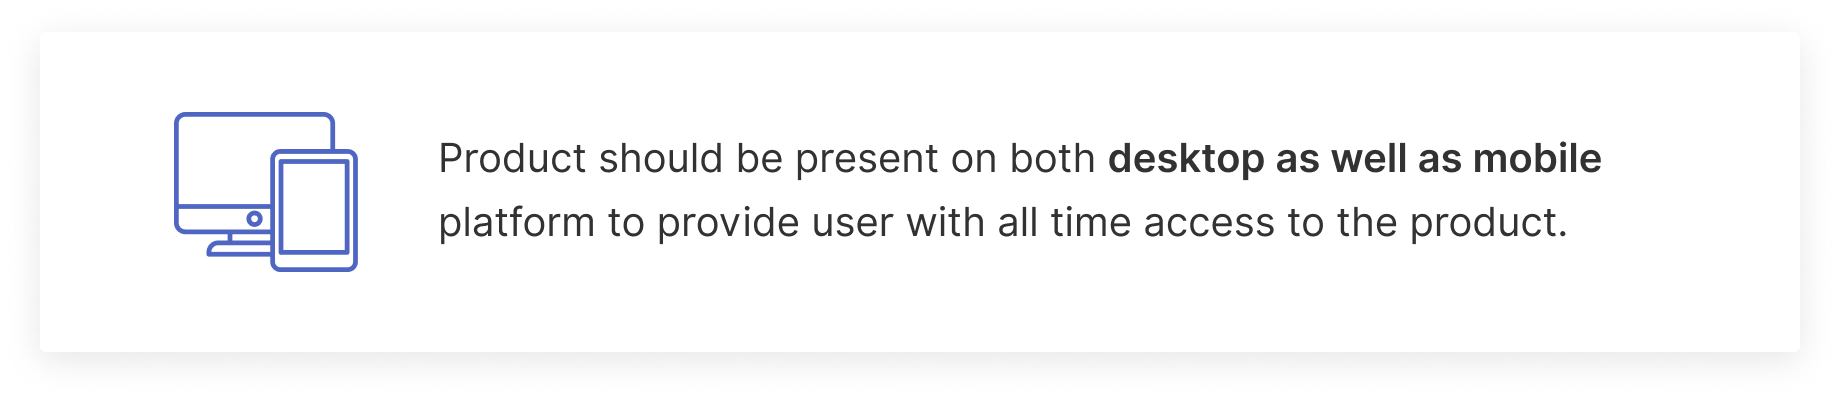 Product should be present on both desktop as well as mobile
platform to provide user with all time access to the product.